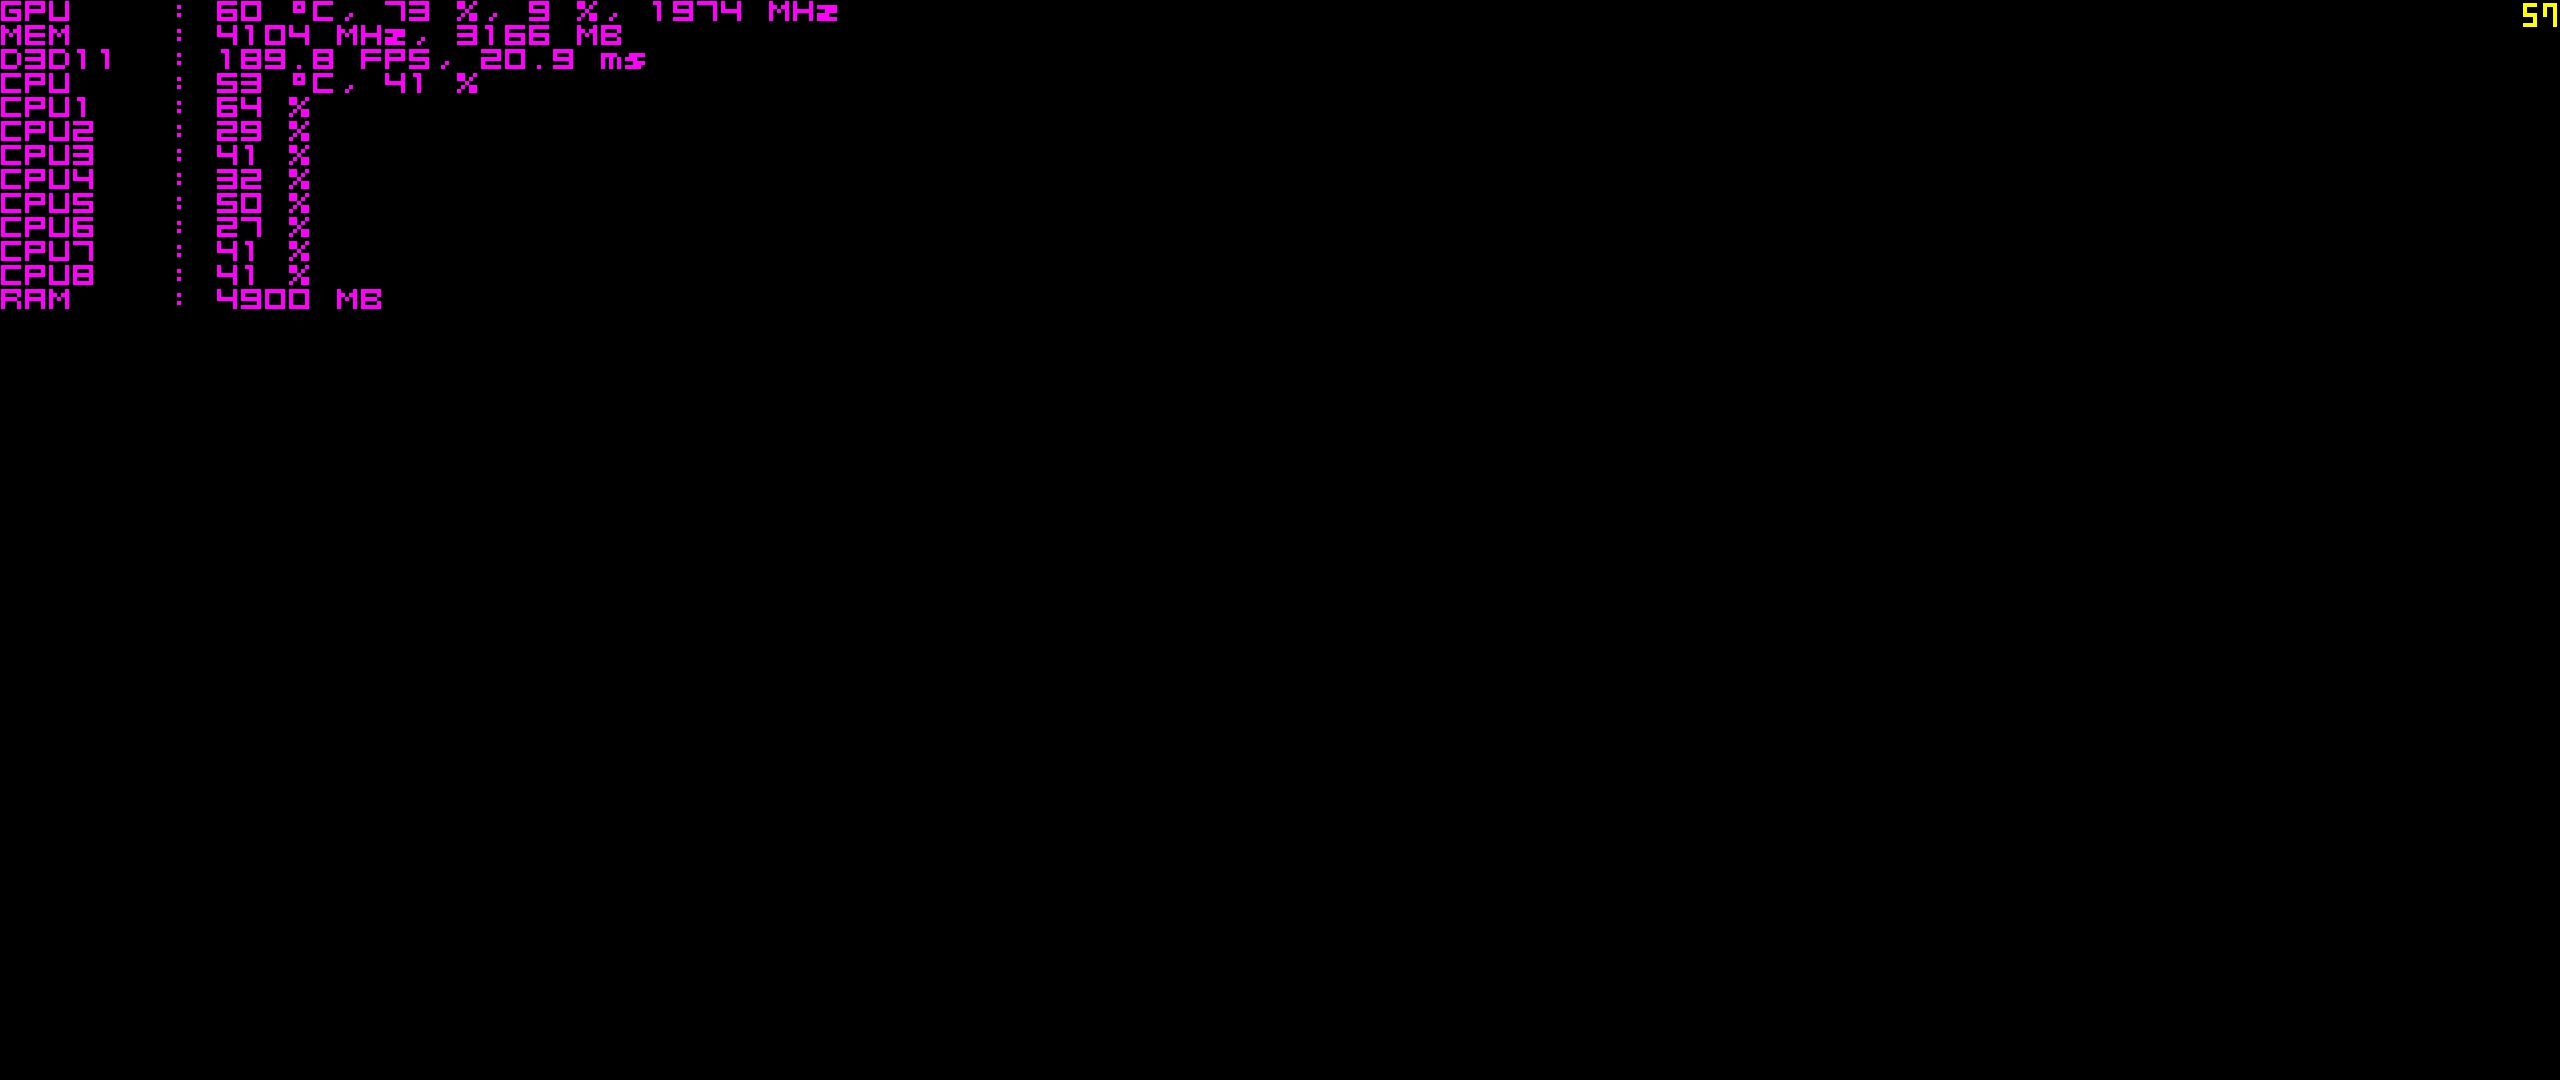 GPU : 60 °C, 73 %, 9 %, 1974 MHz
57
MEM : 4104 MHz, 3166 MB
D3D11 : 189.8 FPS, 20.9 ms
CPU : 53 °C, 41 %
CPU1 : 64 %
CPU2 : 29 %
CPU3 : 41 %
CPU4 : 32 %
CPU5 : 50 %
CPU6 : 27 %
CPU7 : 41 %
CPU8 : 41 %
RAM : 4900 MB